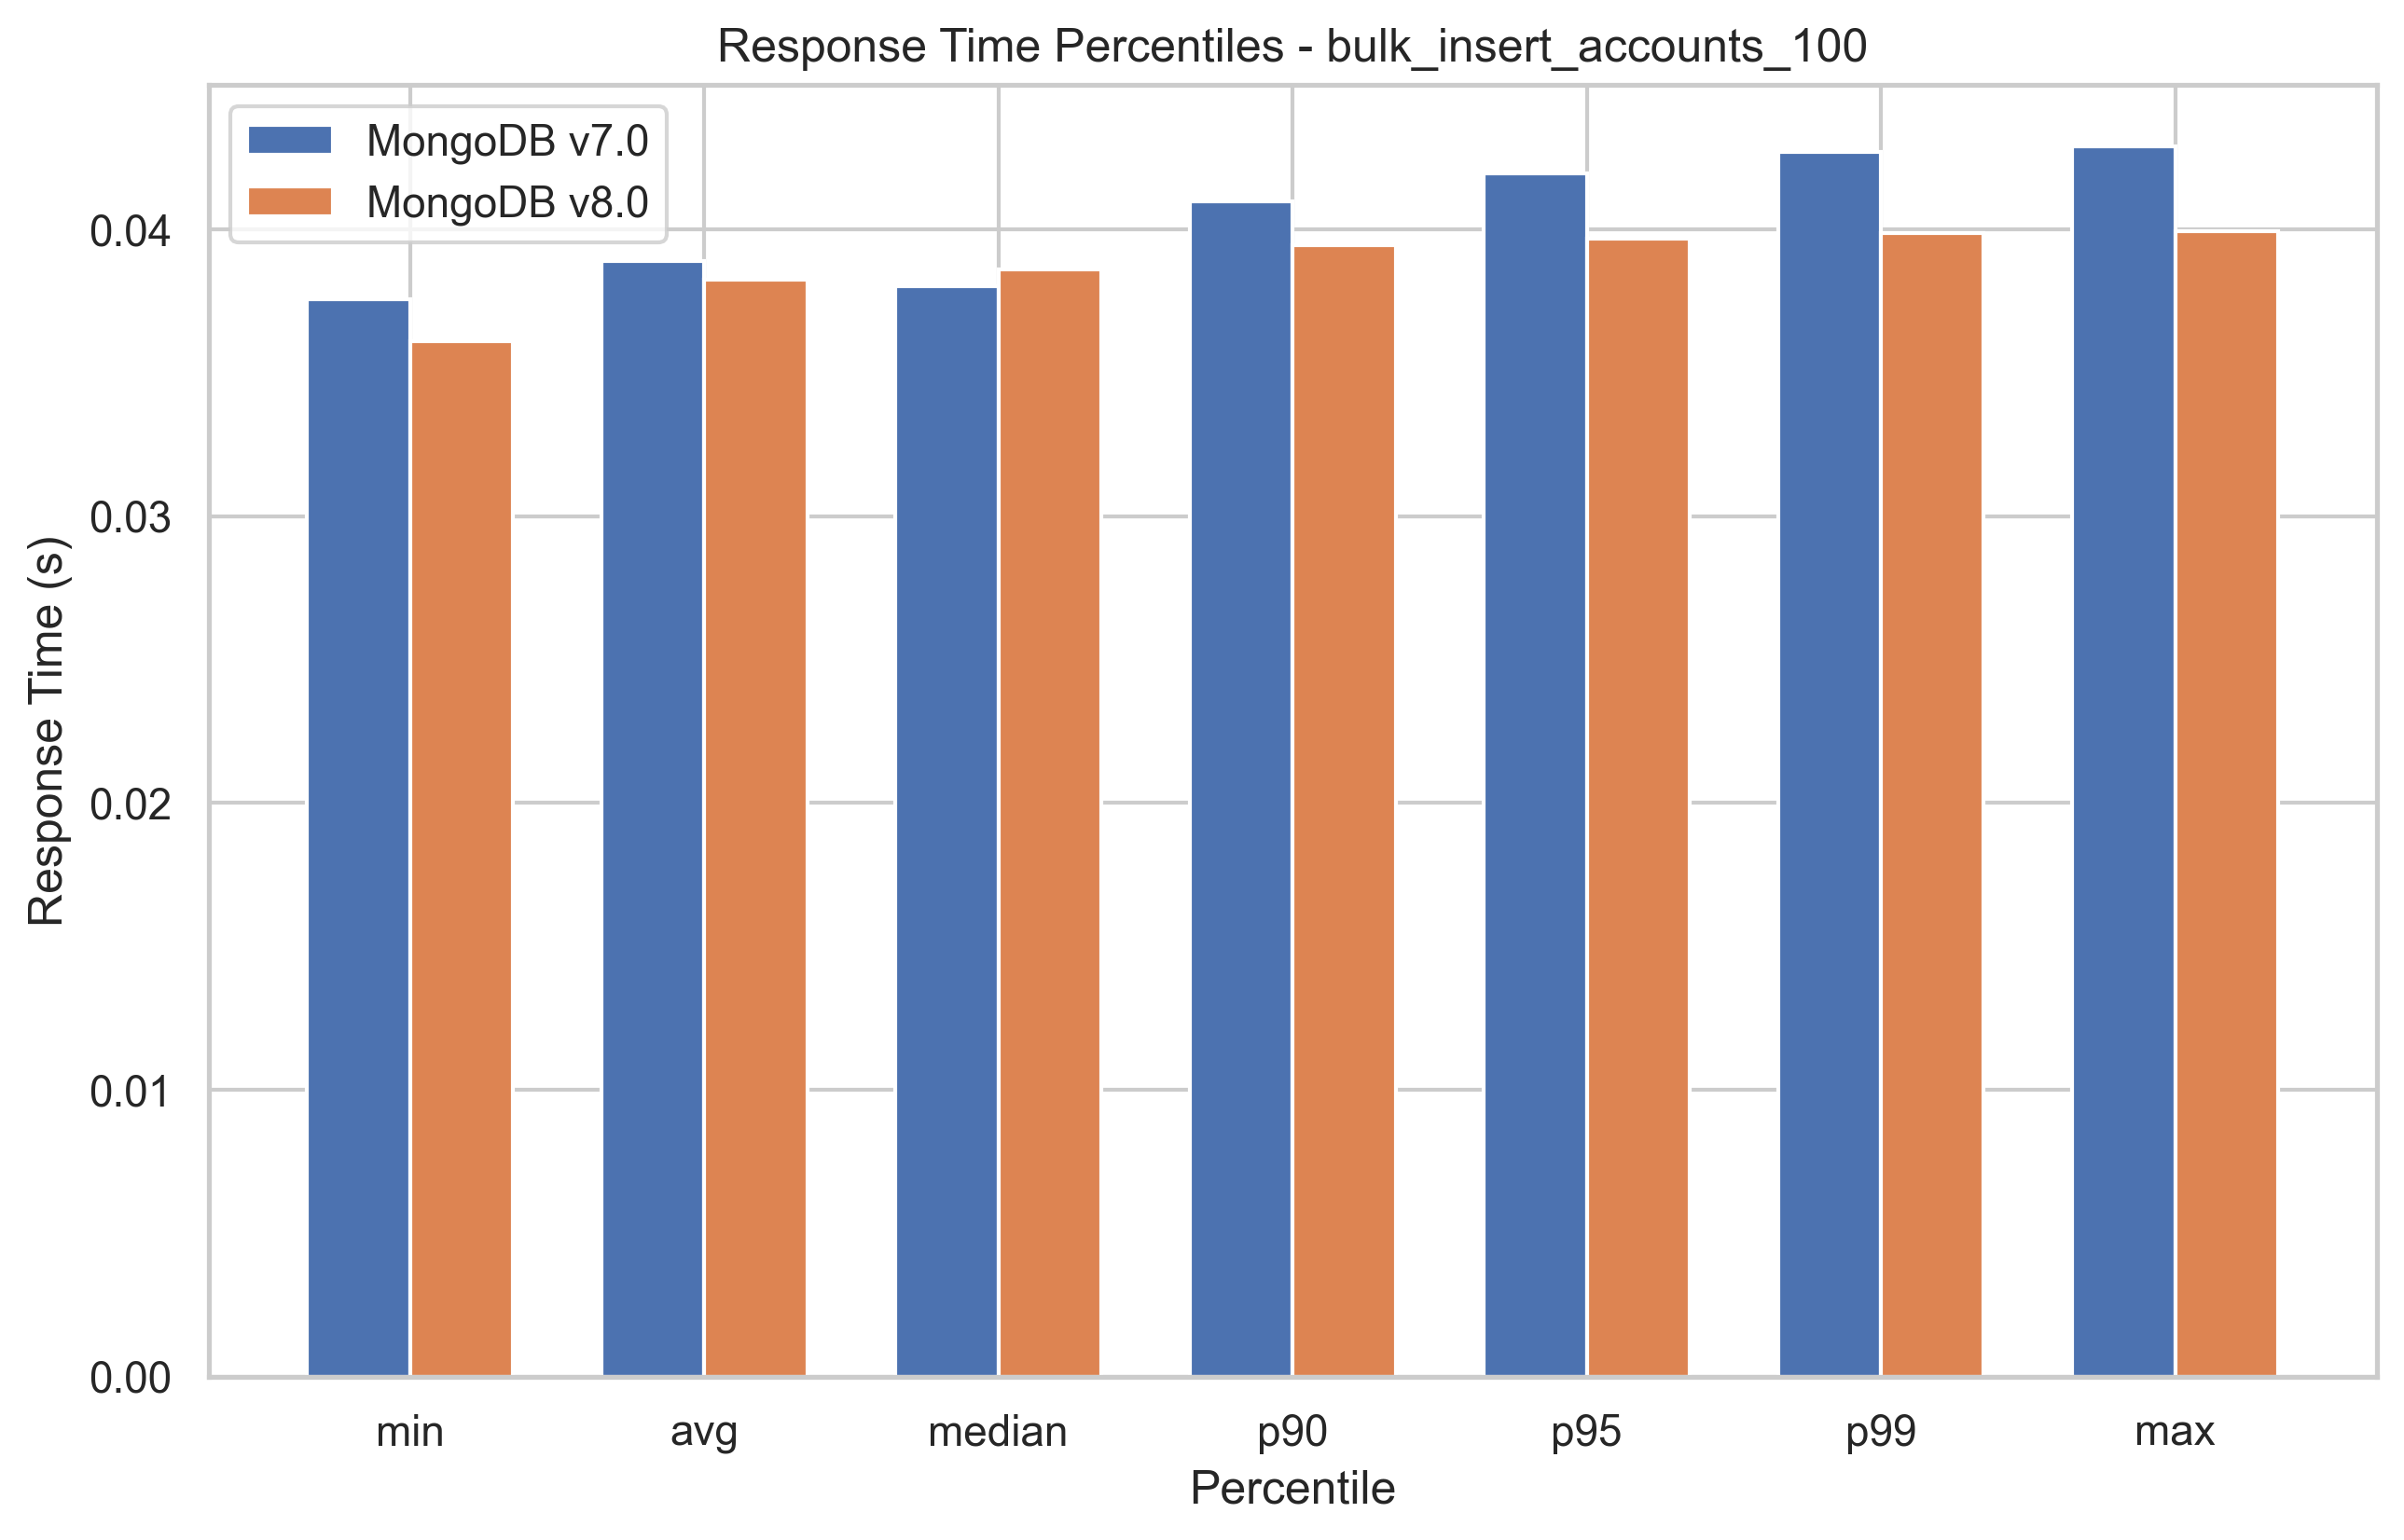 Response Time Percentiles - bulk_insert_accounts_100
MongoDB v7.0
MongoDB v8.0
0.04
0.03
0.02
0.01
0.00
Response Time (s)
min avg median p90 p95 p99 max
Percentile